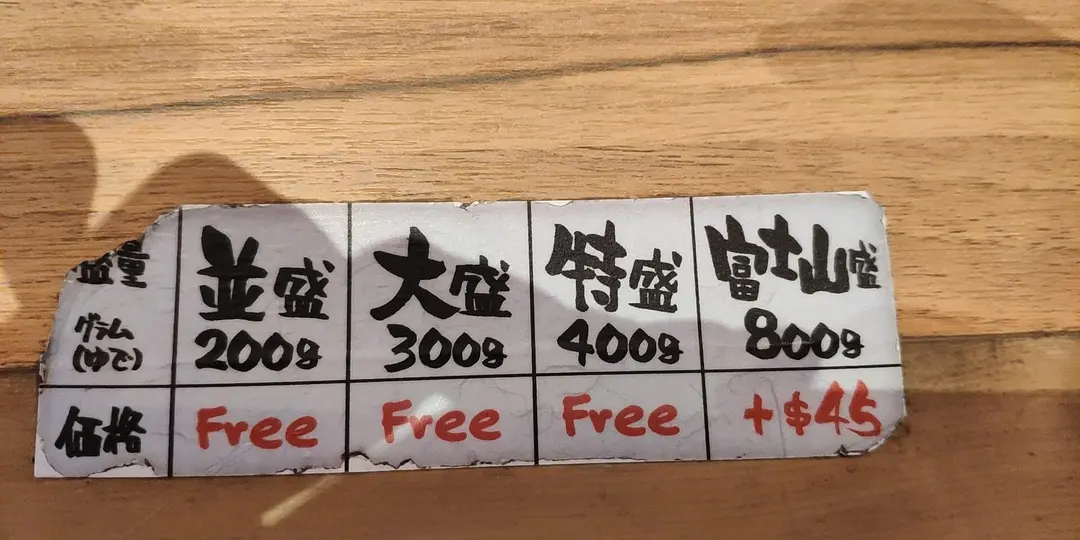 盛量 並盛 大盛 特盛 富士山盛
グラム(ゆで) 200g 300g 400g 800g
価格 Free Free Free +$45